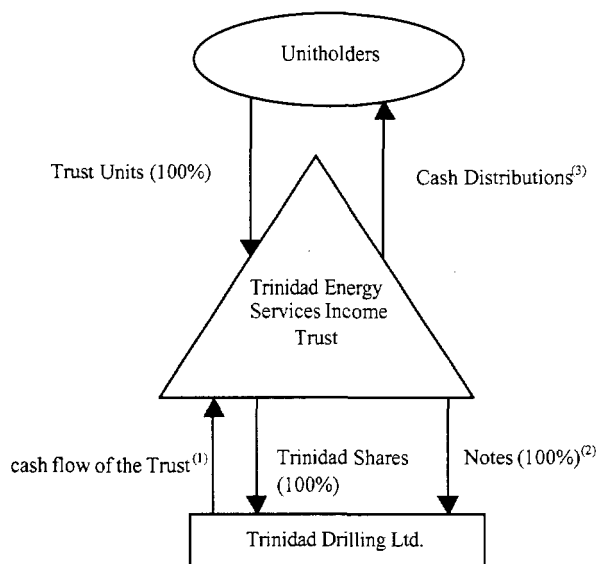 Unitholders
Trust Units (100%)
Cash Distributions(3)
Trinidad Energy
Services Income
Trust
cash flow of the Trust(1)
Trinidad Shares
(100%)
Notes (100%)(2)
Trinidad Drilling Ltd.